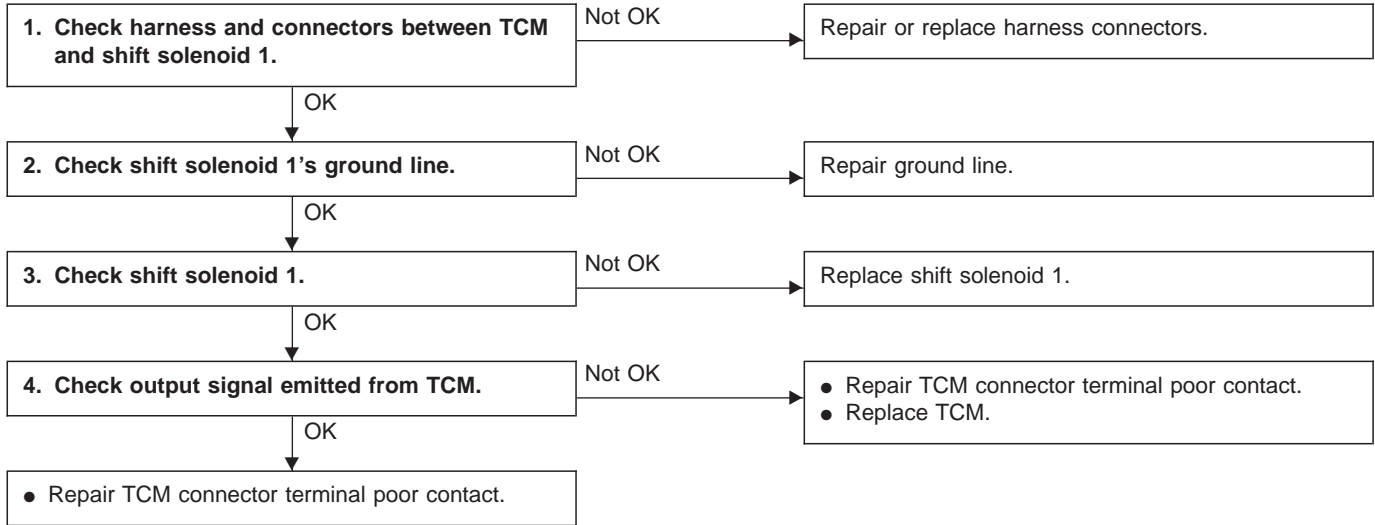 1. Check harness and connectors between TCM
and shift solenoid 1.
Not OK
Repair or replace harness connectors.
OK
2. Check shift solenoid 1’s ground line.
Not OK
Repair ground line.
OK
3. Check shift solenoid 1.
Not OK
Replace shift solenoid 1.
OK
4. Check output signal emitted from TCM.
Not OK
● Repair TCM connector terminal poor contact.
● Replace TCM.
OK
● Repair TCM connector terminal poor contact.